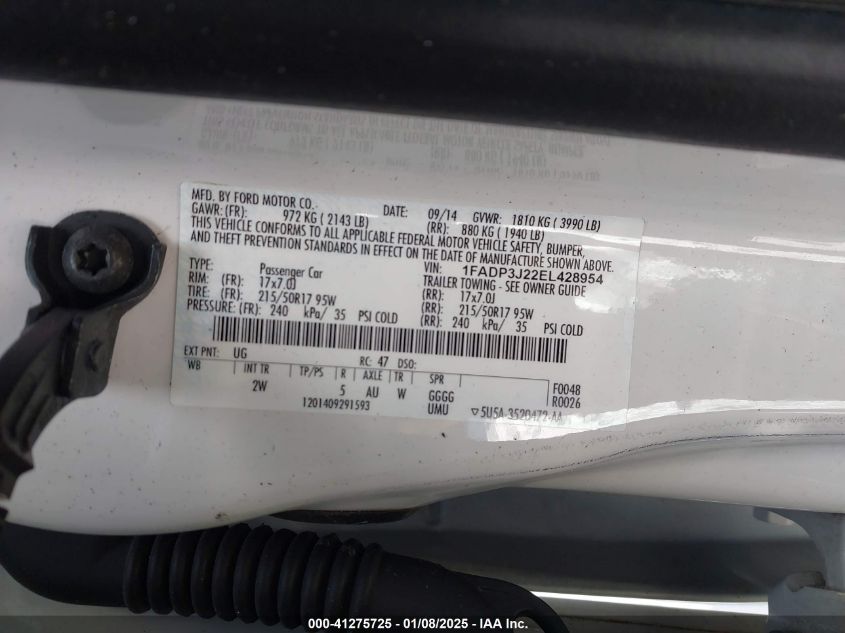 MFD. BY FORD MOTOR CO.
DATE: 09/14 GVWR: 1810 KG ( 3990 LB)
GAWR: (FR): 972 KG ( 2143 LB) (RR): 880 KG ( 1940 LB)
THIS VEHICLE CONFORMS TO ALL APPLICABLE FEDERAL MOTOR VEHICLE SAFETY, BUMPER,
AND THEFT PREVENTION STANDARDS IN EFFECT ON THE DATE OF MANUFACTURE SHOWN ABOVE.
VIN: 1FADP3J22EL428954
TYPE: Passenger Car TRAILER TOWING - SEE OWNER GUIDE
RIM: (FR): 17x7.0J (RR): 17x7.0J
TIRE: (FR): 215/50R17 95W (RR): 215/50R17 95W
PRESSURE: (FR): 240 kPa/ 35 PSI COLD (RR): 240 kPa/ 35 PSI COLD
EXT PNT: UG RC: 47 DSO:
WB INT TR TP/PS R AXLE TR SPR F0048
2W 5 AU W GGGG R0026
1201409291593 UMU ▽5U5A-3520472-AA
000-41275725 - 01/08/2025 - IAA Inc.